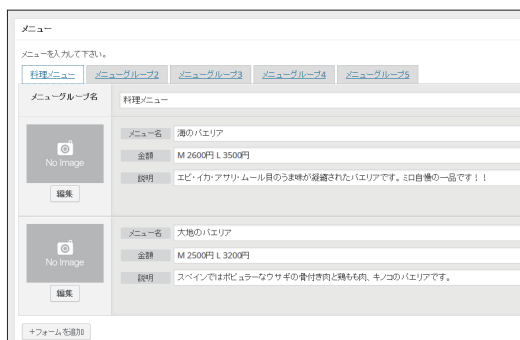 メニュー
メニューを入力して下さい。
料理メニュー メニューグループ2 メニューグループ3 メニューグループ4 メニューグループ5
メニューグループ名 料理メニュー
No Image
編集
メニュー名 海のパエリア
金額 M 2600円 L 3500円
説明 エビ・イカ・アサリ・ムール貝のうま味が凝縮されたパエリアです。ミロ自慢の一品です！！
No Image
編集
メニュー名 大地のパエリア
金額 M 2500円 L 3200円
説明 スペインではポピュラーなウサギの骨付き肉と鶏もも肉、キノコのパエリアです。
+フォームを追加